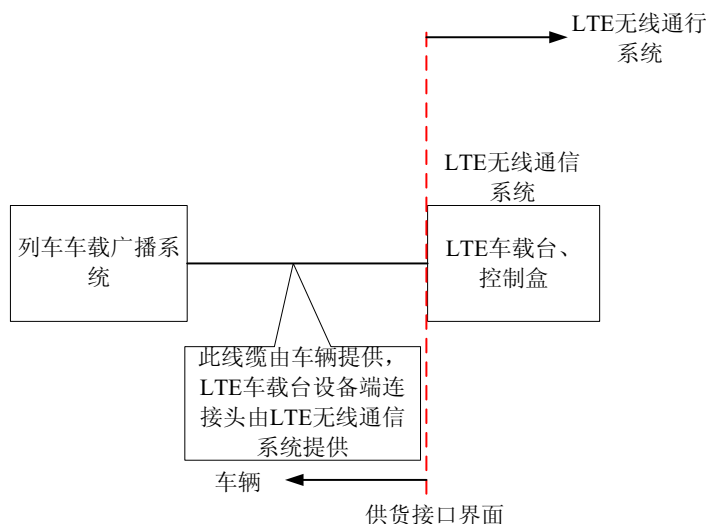 LTE无线通行
系统
LTE无线通信
系统
列车车载广播系
统
LTE车载台、
控制盒
此线缆由车辆提供，
LTE车载台设备端连
接头由LTE无线通信
系统提供
车辆
供货接口界面